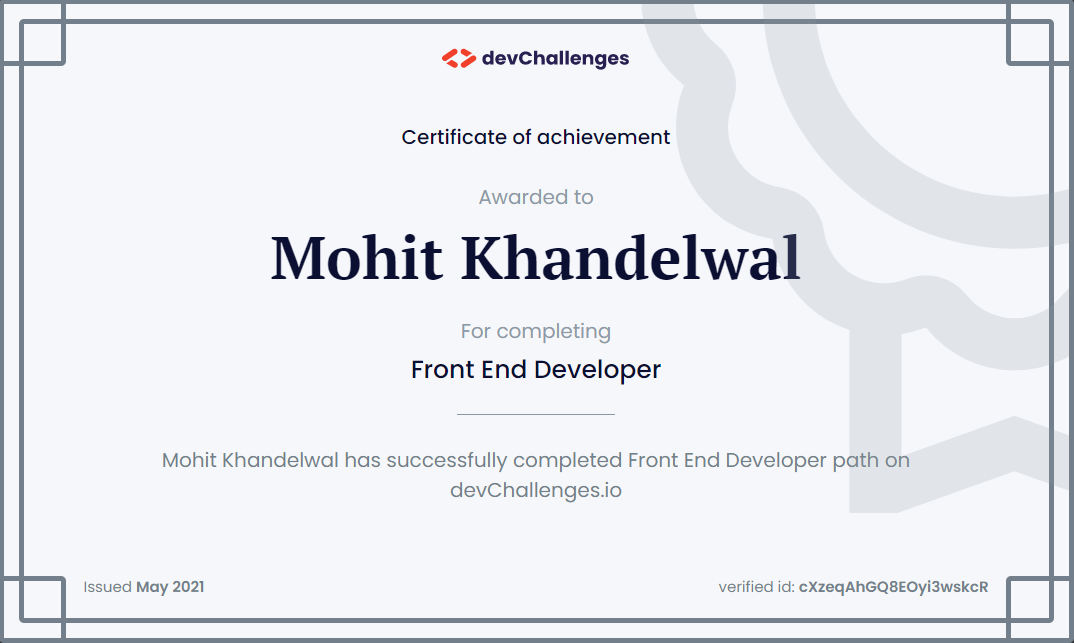 devChallenges
Certificate of achievement
Awarded to
Mohit Khandelwal
For completing
Front End Developer
Mohit Khandelwal has successfully completed Front End Developer path on
devChallenges.io
Issued May 2021
verified id: cXzeqAhGQ8EOyi3wskcR